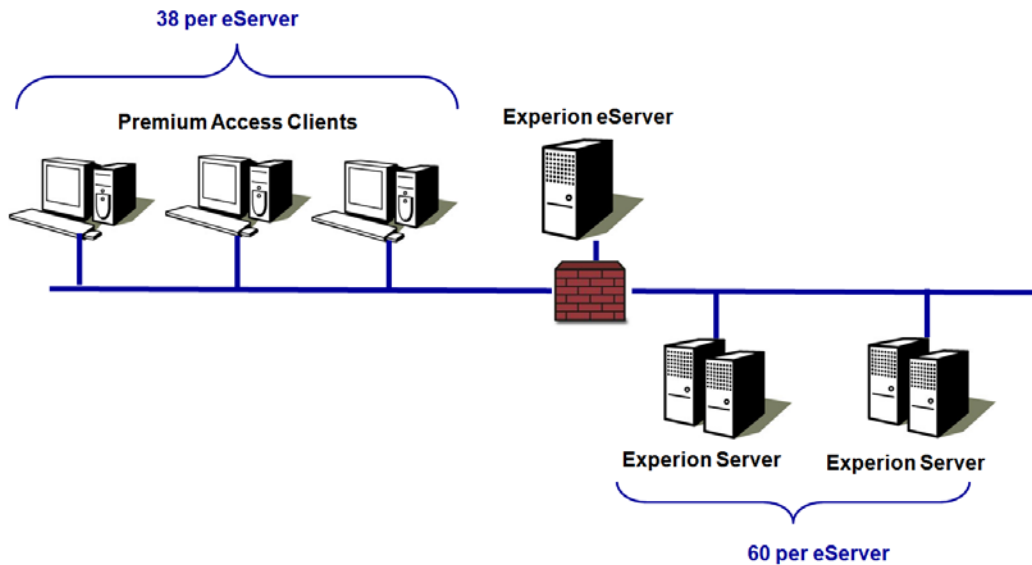 38 per eServer
Premium Access Clients
Experion eServer
Experion Server
Experion Server
60 per eServer